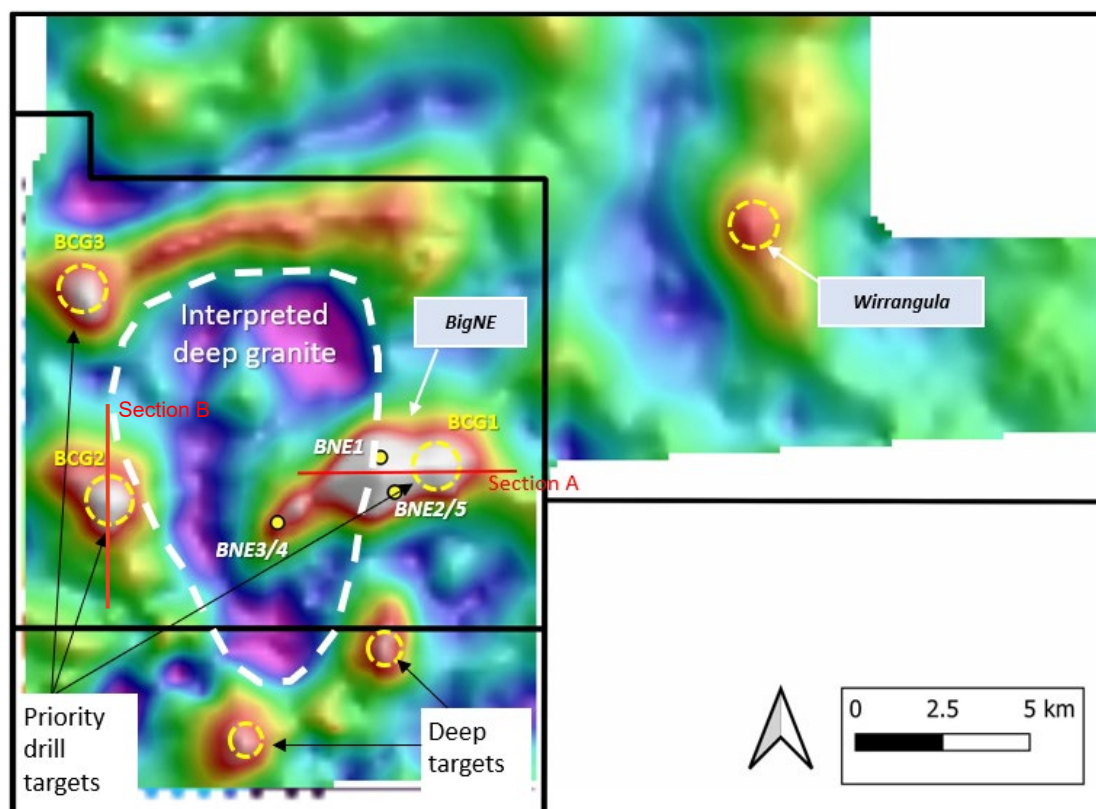 BCG3
Interpreted
deep granite
BigNE
Wirrangula
Section B
BCG2
BNE1
BCG1
Section A
BNE2/5
BNE3/4
Priority
drill
targets
Deep
targets
0 2.5 5 km